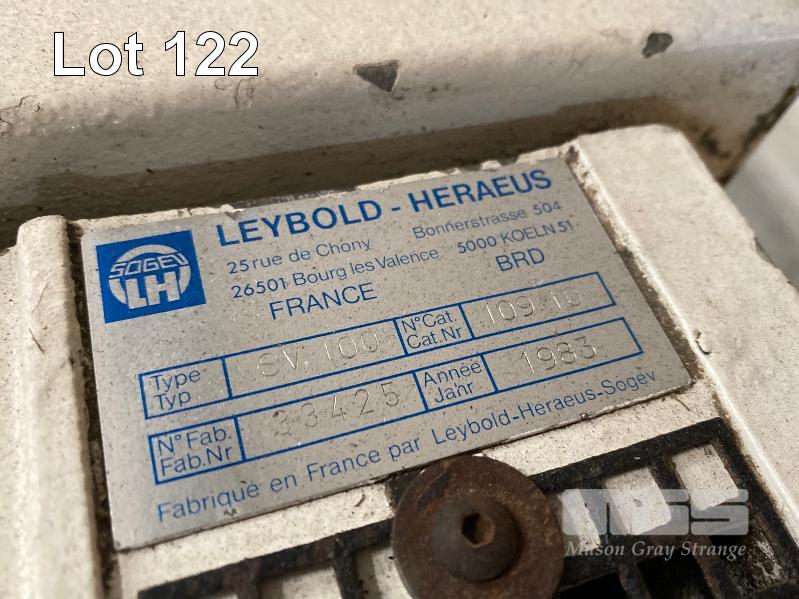 Lot 122
SOGEV
LH
LEYBOLD - HERAEUS
25 rue de Chony Bonnerstrasse 504
26501 Bourg les Valence 5000 KOELN 51
FRANCE BRD
Type SV. 100 N° Cat. 109.10
Typ Cat. Nr
N° Fab. 33425 Année 1983
Fab. Nr Jahr
Fabriqué en France par Leybold-Heraeus-Sogev
MGS
Mason Gray Strange